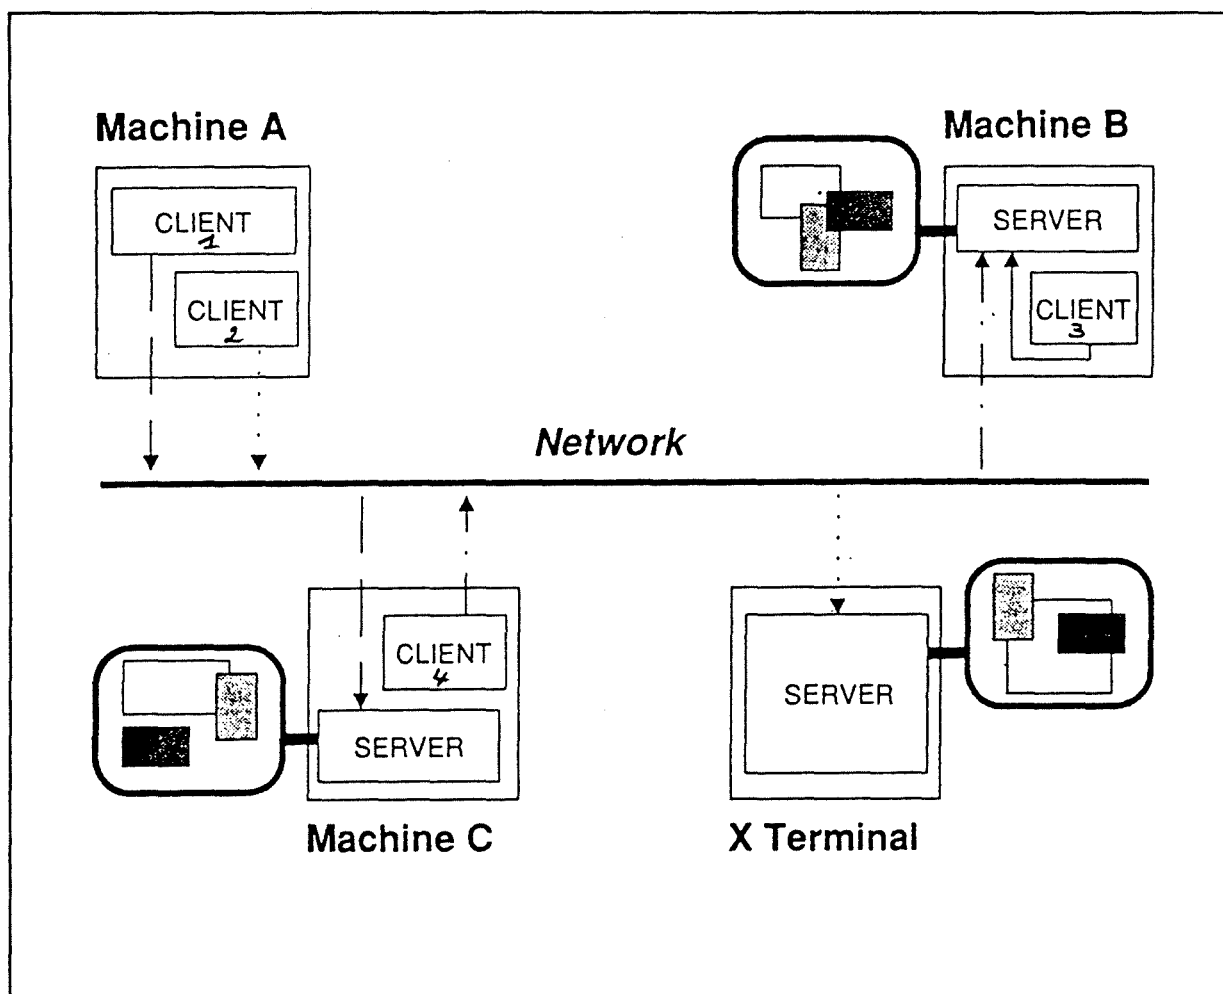 Machine A
Machine B
CLIENT
1
SERVER
CLIENT
2
CLIENT
3
Network
CLIENT
4
SERVER
SERVER
Machine C
X Terminal